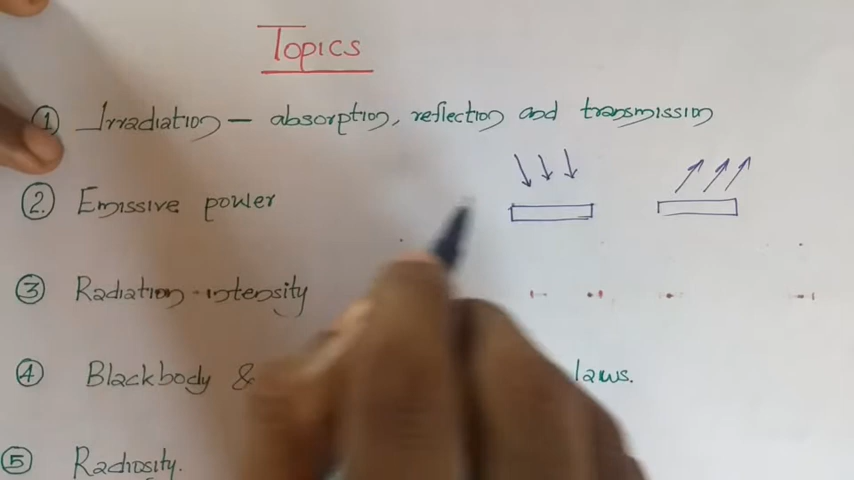 Topics
① Irradiation - absorption, reflection and transmission
②. Emissive power
③ Radiation intensity
④ Blackbody & laws.
⑤ Radiosity.